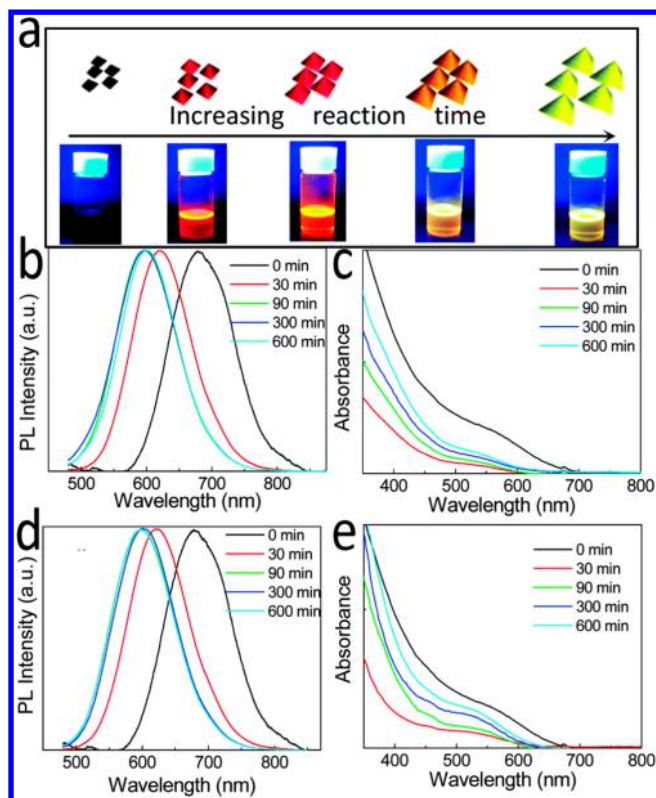 a
Increasing reaction time
b
0 min
30 min
90 min
300 min
600 min
PL Intensity (a.u.)
500 600 700 800
Wavelength (nm)
c
0 min
30 min
90 min
300 min
600 min
Absorbance
400 500 600 700 800
Wavelength (nm)
d
0 min
30 min
90 min
300 min
600 min
PL Intensity (a.u.)
500 600 700 800
Wavelength (nm)
e
0 min
30 min
90 min
300 min
600 min
Absorbance
400 500 600 700 800
Wavelength (nm)